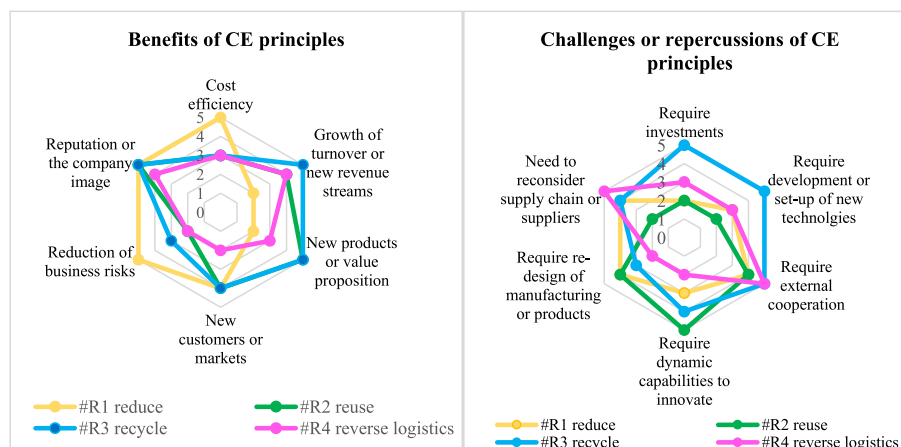 Benefits of CE principles
Cost
efficiency
5
4
3
2
1
0
Growth of
turnover or
new revenue
streams
New products
or value
proposition
New
customers or
markets
Reduction of
business risks
Reputation or
the company
image
#R1 reduce
#R2 reuse
#R3 recycle
#R4 reverse logistics
Challenges or repercussions of CE
principles
Require
investments
5
4
3
2
1
0
Require
development or
set-up of new
technolgies
Require
external
cooperation
Require
dynamic
capabilities to
innovate
Require re-
design of
manufacturing
or products
Need to
reconsider
supply chain or
suppliers
#R1 reduce
#R2 reuse
#R3 recycle
#R4 reverse logistics